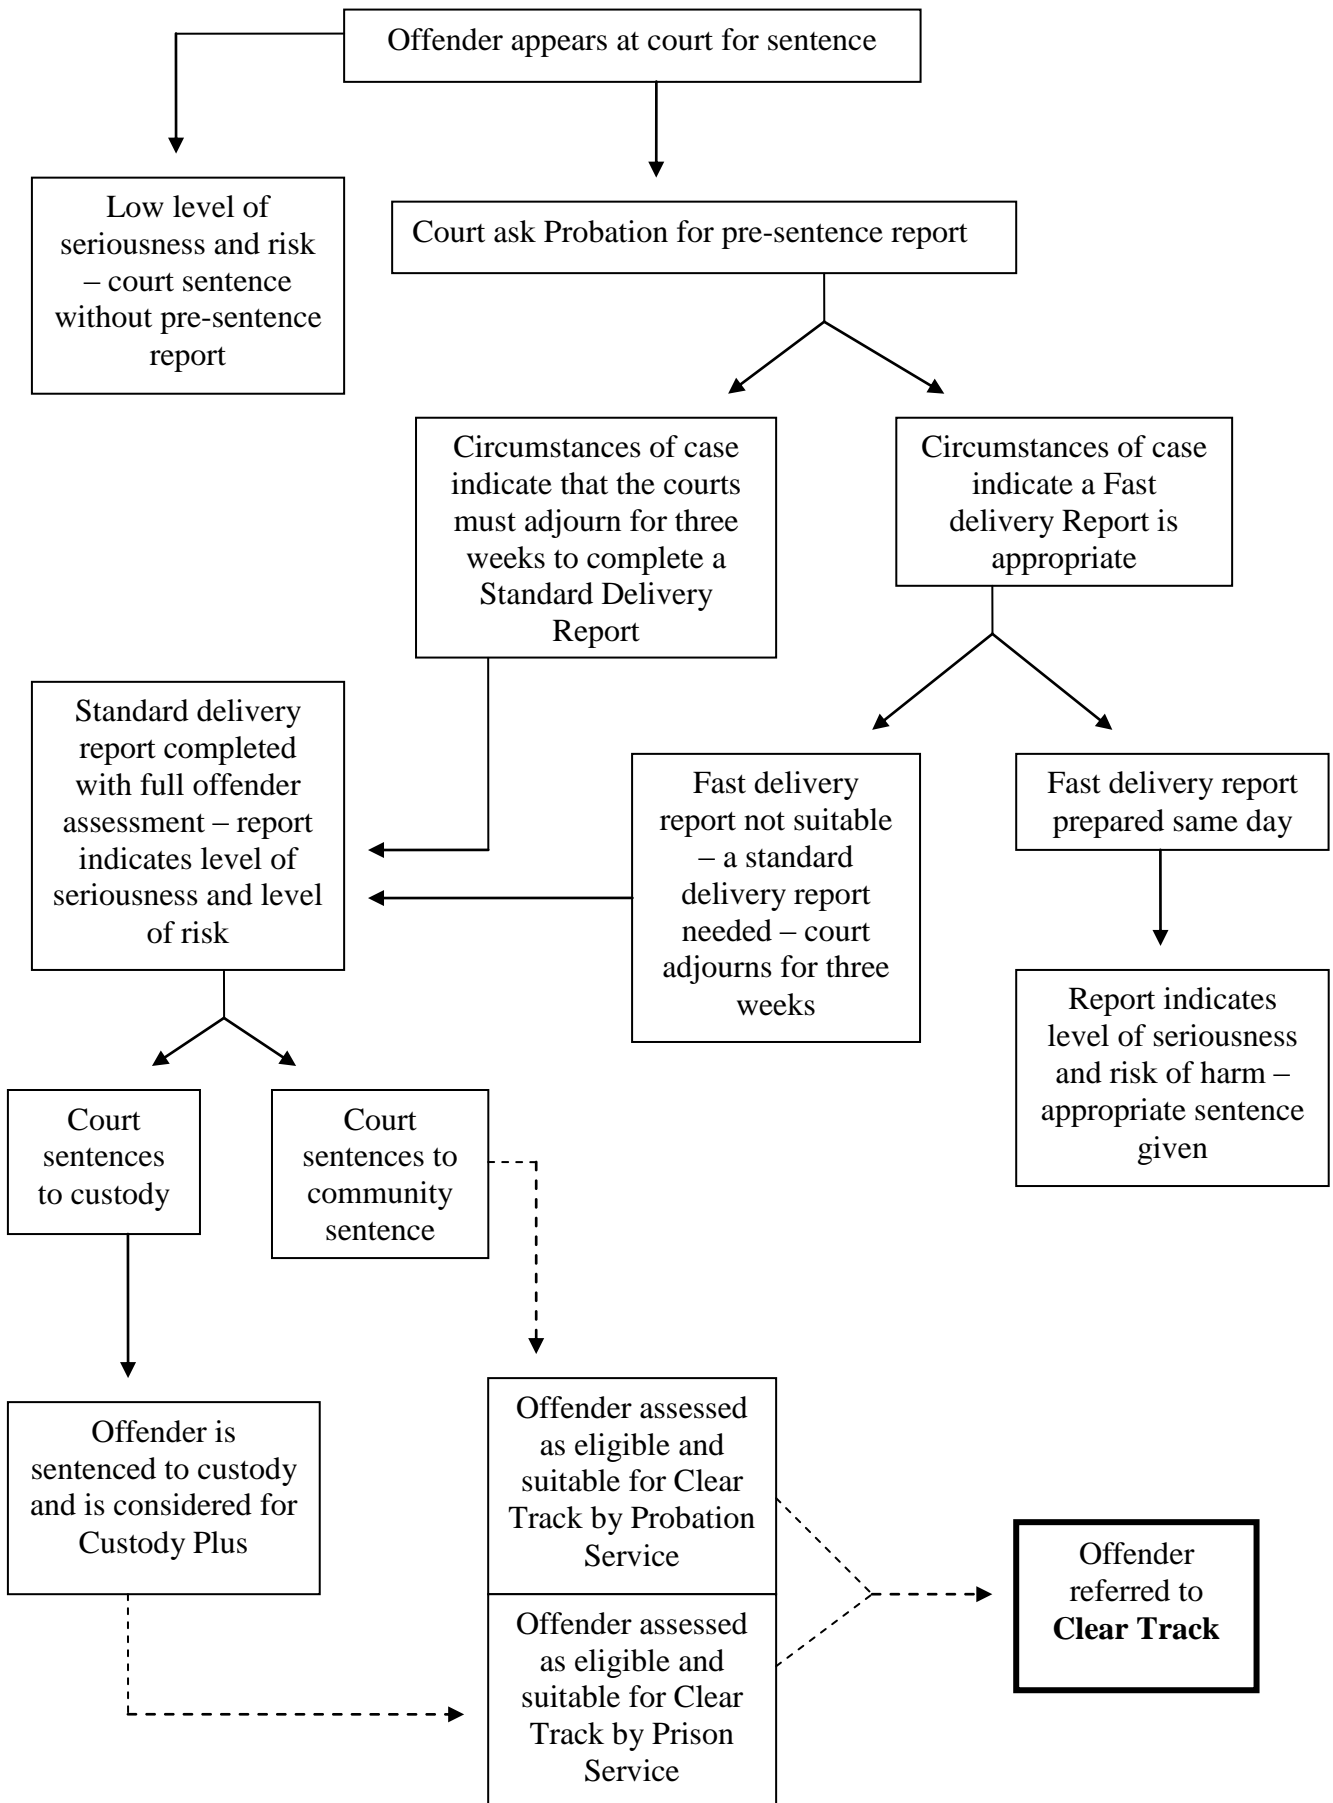 Offender appears at court for sentence
Low level of
seriousness and risk
– court sentence
without pre-sentence
report
Court ask Probation for pre-sentence report
Circumstances of case
indicate that the courts
must adjourn for three
weeks to complete a
Standard Delivery
Report
Circumstances of case
indicate a Fast
delivery Report is
appropriate
Standard delivery
report completed
with full offender
assessment – report
indicates level of
seriousness and level
of risk
Fast delivery
report not suitable
– a standard
delivery report
needed – court
adjourns for three
weeks
Fast delivery report
prepared same day
Report indicates
level of seriousness
and risk of harm –
appropriate sentence
given
Court
sentences
to custody
Court
sentences to
community
sentence
Offender is
sentenced to custody
and is considered for
Custody Plus
Offender assessed
as eligible and
suitable for Clear
Track by Probation
Service
Offender assessed
as eligible and
suitable for Clear
Track by Prison
Service
Offender
referred to
Clear Track